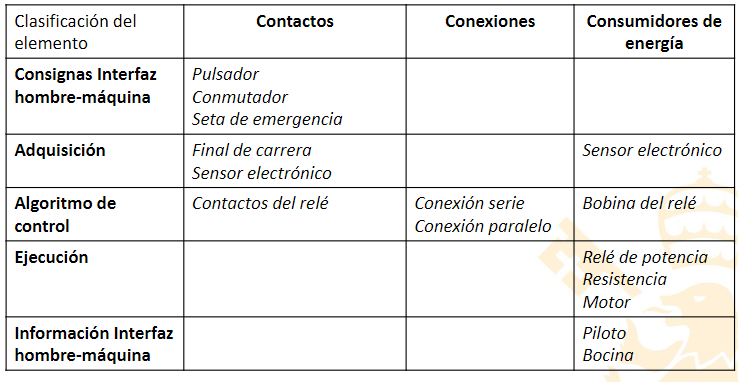 Clasificación del elemento
Contactos
Conexiones
Consumidores de energía
Consignas Interfaz hombre-máquina
Pulsador
Conmutador
Seta de emergencia
Adquisición
Final de carrera
Sensor electrónico
Sensor electrónico
Algoritmo de control
Contactos del relé
Conexión serie
Conexión paralelo
Bobina del relé
Ejecución
Relé de potencia
Resistencia
Motor
Información Interfaz hombre-máquina
Piloto
Bocina